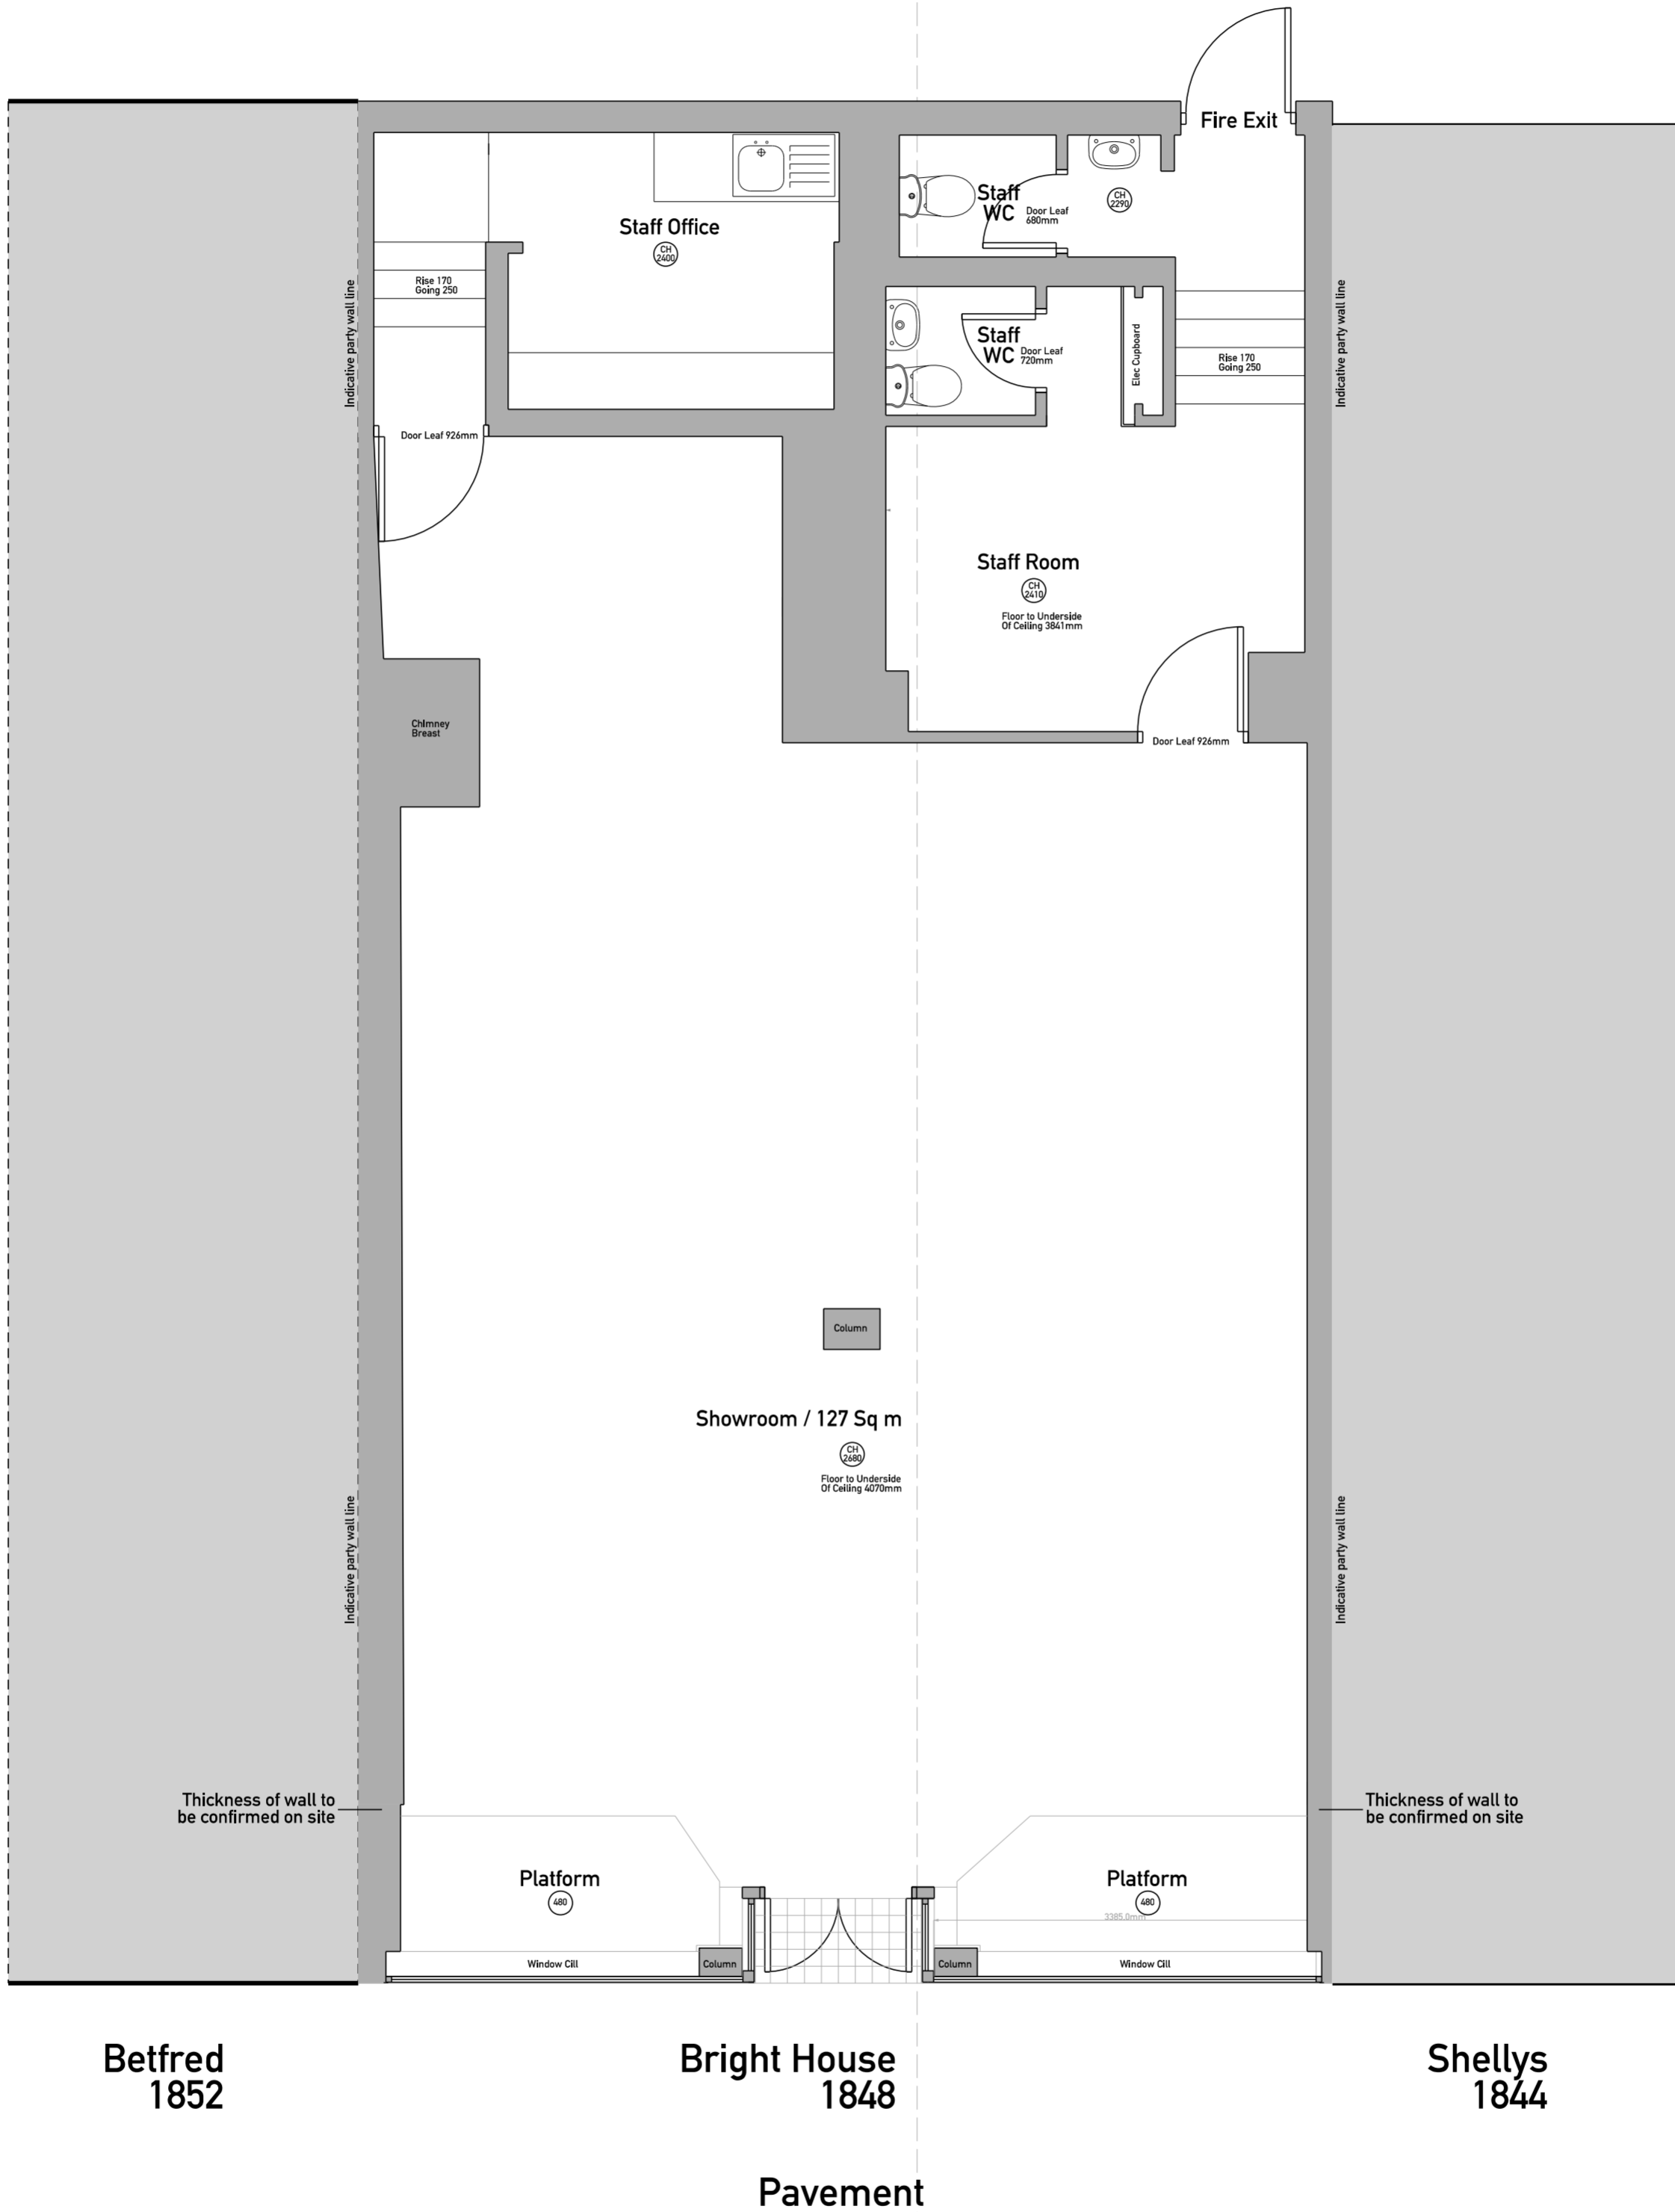 Fire Exit
Staff Office
CH
2400
Staff
WC
Door Leaf
680mm
CH
2290
Rise 170
Going 250
Indicative party wall line
Staff
WC
Door Leaf
720mm
Elec Cupboard
Rise 170
Going 250
Indicative party wall line
Door Leaf 926mm
Staff Room
CH
2410
Floor to Underside
Of Ceiling 3841mm
Chimney
Breast
Door Leaf 926mm
Column
Showroom / 127 Sq m
CH
2680
Floor to Underside
Of Ceiling 4070mm
Indicative party wall line
Indicative party wall line
Thickness of wall to
be confirmed on site
Thickness of wall to
be confirmed on site
Platform
480
Platform
480
3385.0mm
Window Cill
Column
Column
Window Cill
Betfred
1852
Bright House
1848
Shellys
1844
Pavement